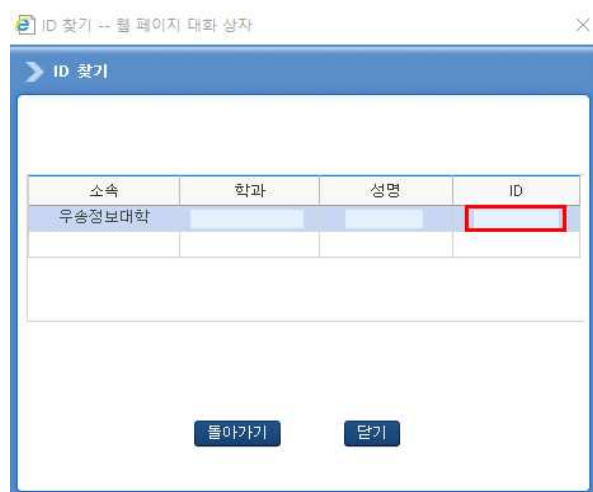 ID 찾기 -- 웹 페이지 대화 상자
ID 찾기
소속 학과 성명 ID
우송정보대학
돌아가기 닫기